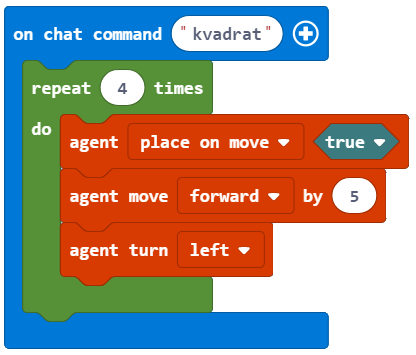 on chat command "kvadrat"
repeat 4 times
do agent place on move true
agent move forward by 5
agent turn left